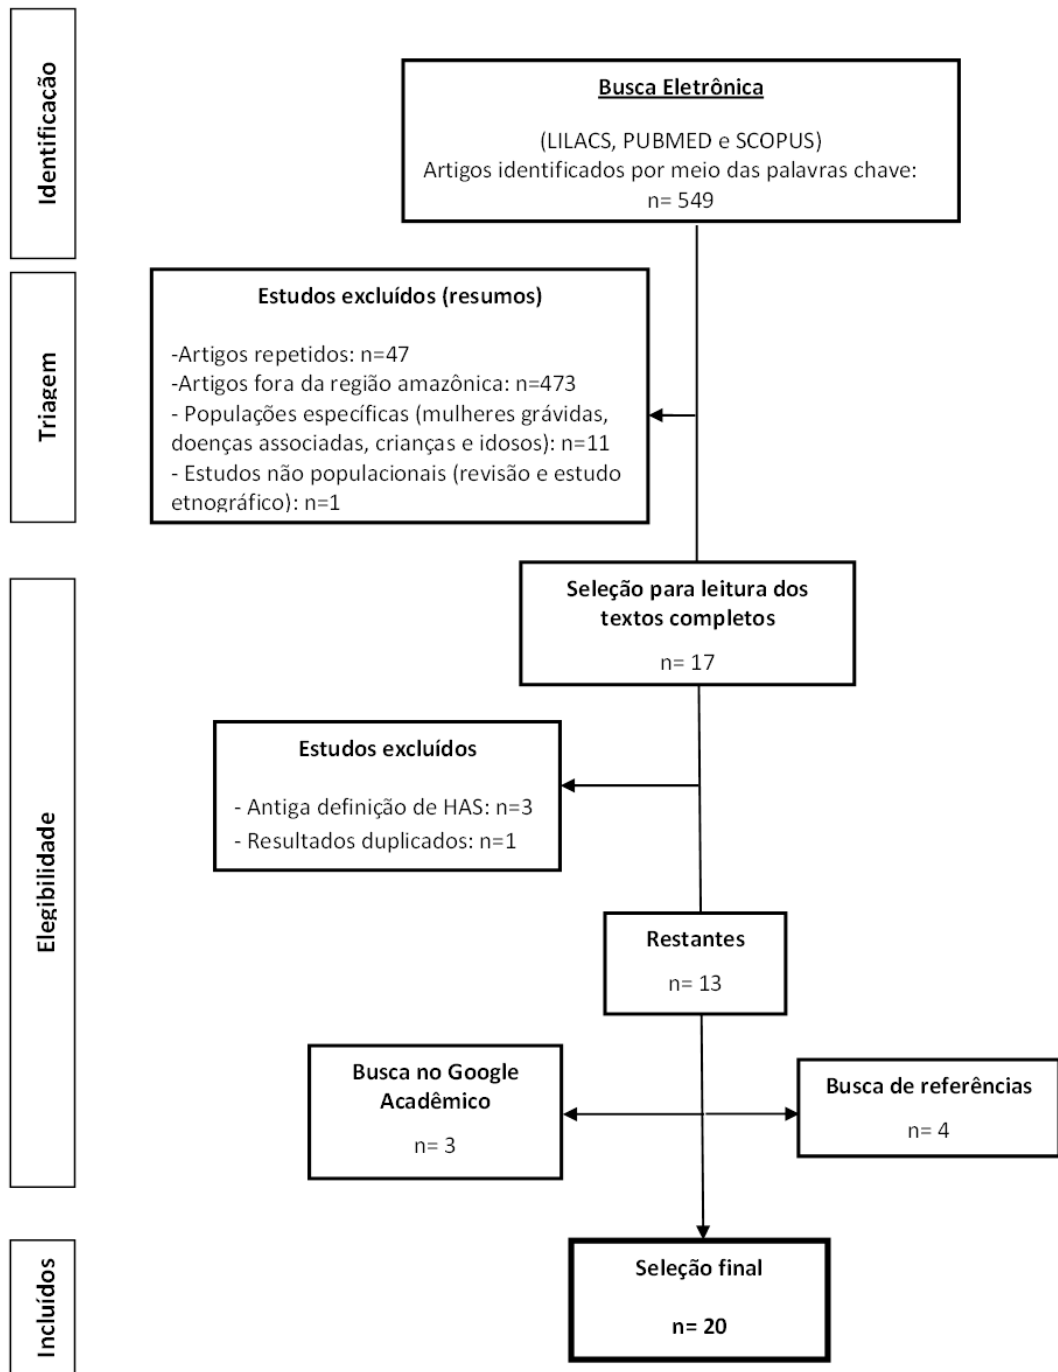 Identificação
Busca Eletrônica
(LILACS, PUBMED e SCOPUS)
Artigos identificados por meio das palavras chave:
n= 549
Triagem
Estudos excluídos (resumos)
-Artigos repetidos: n=47
-Artigos fora da região amazônica: n=473
- Populações específicas (mulheres grávidas,
doenças associadas, crianças e idosos): n=11
- Estudos não populacionais (revisão e estudo
etnográfico): n=1
Elegibilidade
Seleção para leitura dos
textos completos
n= 17
Estudos excluídos
- Antiga definição de HAS: n=3
- Resultados duplicados: n=1
Restantes
n= 13
Busca no Google
Acadêmico
n= 3
Busca de referências
n= 4
Incluídos
Seleção final
n= 20